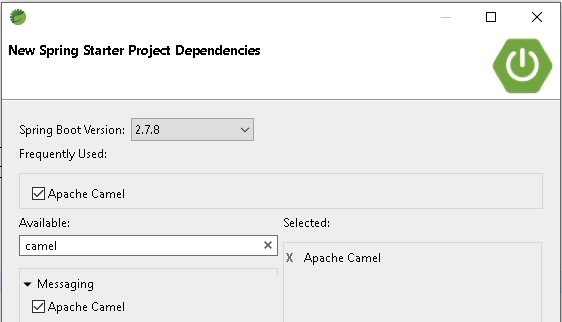 New Spring Starter Project Dependencies
Spring Boot Version: 2.7.8
Frequently Used:
Apache Camel
Available:
Selected:
camel
X Apache Camel
Messaging
Apache Camel